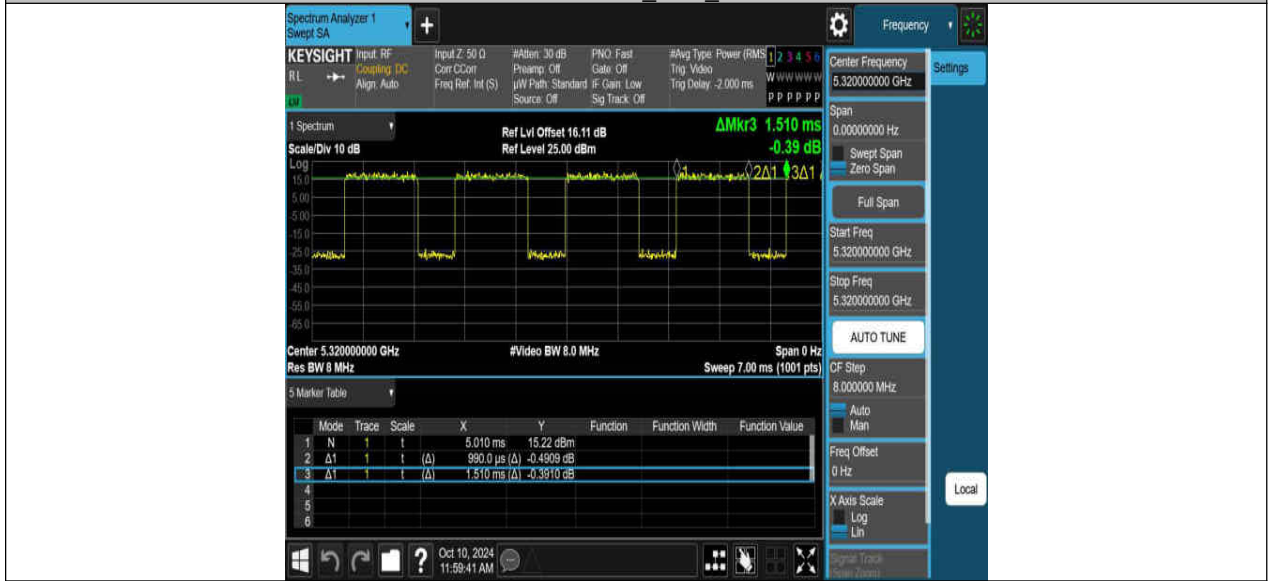 Spectrum Analyzer 1
Swept SA
+
Frequency
KEYSIGHT
RL
LM
Input: RF
Coupling: DC
Align: Auto
Input Z: 50 Ω
Corr CCorr
Freq Ref: Int (S)
#Atten: 30 dB
Preamp: Off
µW Path: Standard
Source: Off
PNO: Fast
Gate: Off
IF Gain: Low
Sig Track: Off
#Avg Type: Power (RMS
Trig: Video
Trig Delay: -2.000 ms
1 2 3 4 5 6
W W W W W W
P P P P P P
Center Frequency
5.320000000 GHz
Settings
Span
0.00000000 Hz
Swept Span
Zero Span
Full Span
Start Freq
5.320000000 GHz
Stop Freq
5.320000000 GHz
AUTO TUNE
CF Step
8.000000 MHz
Auto
Man
Freq Offset
0 Hz
X Axis Scale
Log
Lin
Signal Track
(Span Zoom)
Local
1 Spectrum
Scale/Div 10 dB
Ref Lvl Offset 16.11 dB
Ref Level 25.00 dBm
ΔMkr3 1.510 ms
-0.39 dB
Log
15.0
5.00
-5.00
-15.0
-25.0
-35.0
-45.0
-55.0
-65.0
1
2Δ1
3Δ1
Center 5.320000000 GHz
Res BW 8 MHz
#Video BW 8.0 MHz
Span 0 Hz
Sweep 7.00 ms (1001 pts)
5 Marker Table
Mode Trace Scale X Y Function Function Width Function Value
1 N 1 t 5.010 ms 15.22 dBm
2 Δ1 1 t (Δ) 990.0 µs (Δ) -0.4909 dB
3 Δ1 1 t (Δ) 1.510 ms (Δ) -0.3910 dB
4
5
6
?
Oct 10, 2024
11:59:41 AM